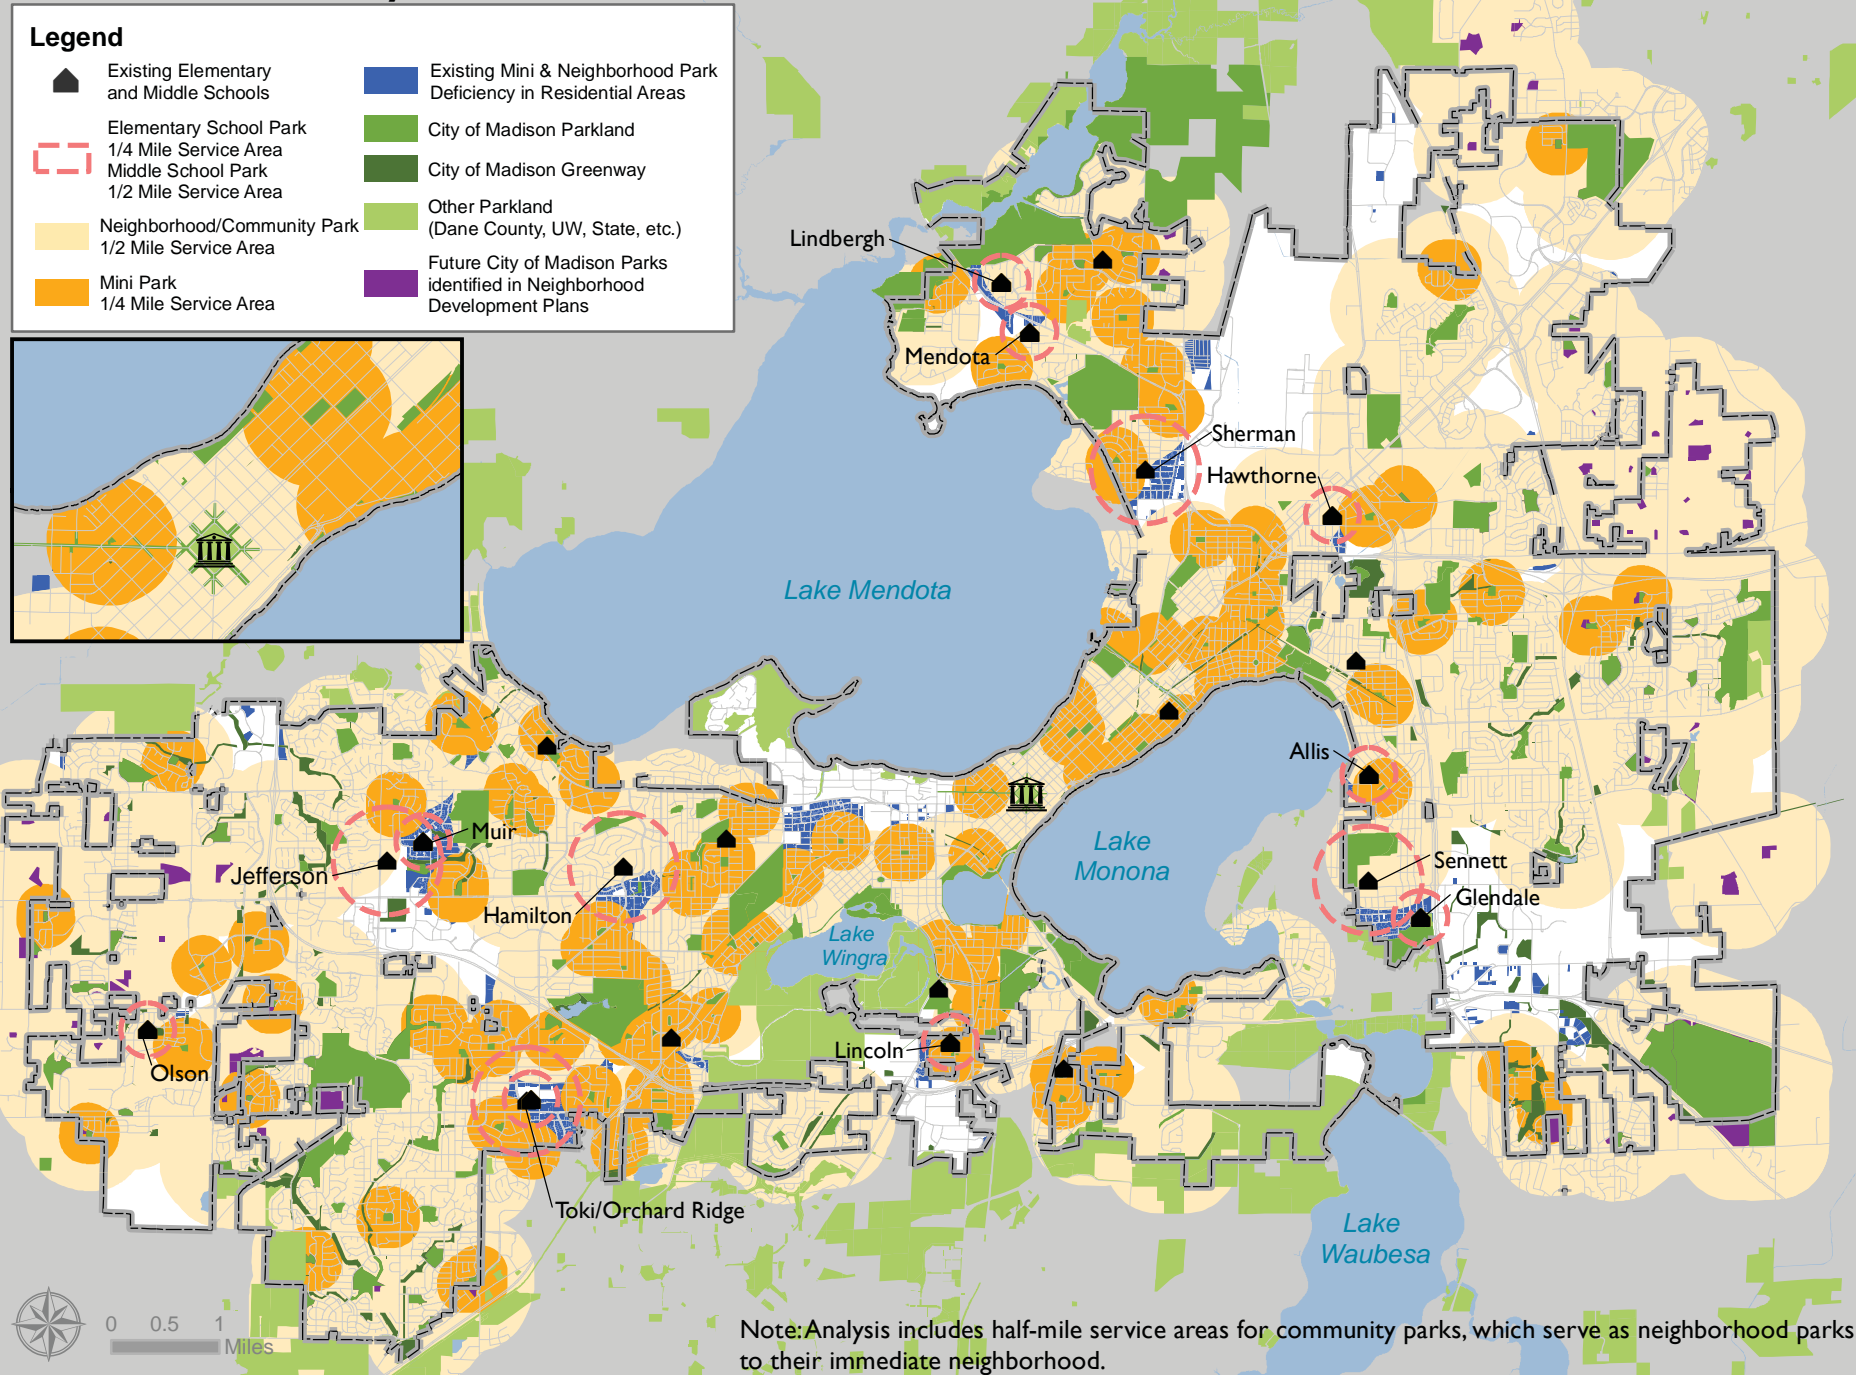 Legend
Existing Elementary
and Middle Schools
Elementary School Park
1/4 Mile Service Area
Middle School Park
1/2 Mile Service Area
Neighborhood/Community Park
1/2 Mile Service Area
Mini Park
1/4 Mile Service Area
Existing Mini & Neighborhood Park
Deficiency in Residential Areas
City of Madison Parkland
City of Madison Greenway
Other Parkland
(Dane County, UW, State, etc.)
Future City of Madison Parks
identified in Neighborhood
Development Plans
Lindbergh
Mendota
Sherman
Hawthorne
Lake Mendota
Allis
Lake
Monona
Muir
Jefferson
Hamilton
Sennett
Glendale
Lake
Wingra
Lincoln
Olson
Toki/Orchard Ridge
Lake
Waubesa
0 0.5 1
Miles
Note: Analysis includes half-mile service areas for community parks, which serve as neighborhood parks
to their immediate neighborhood.